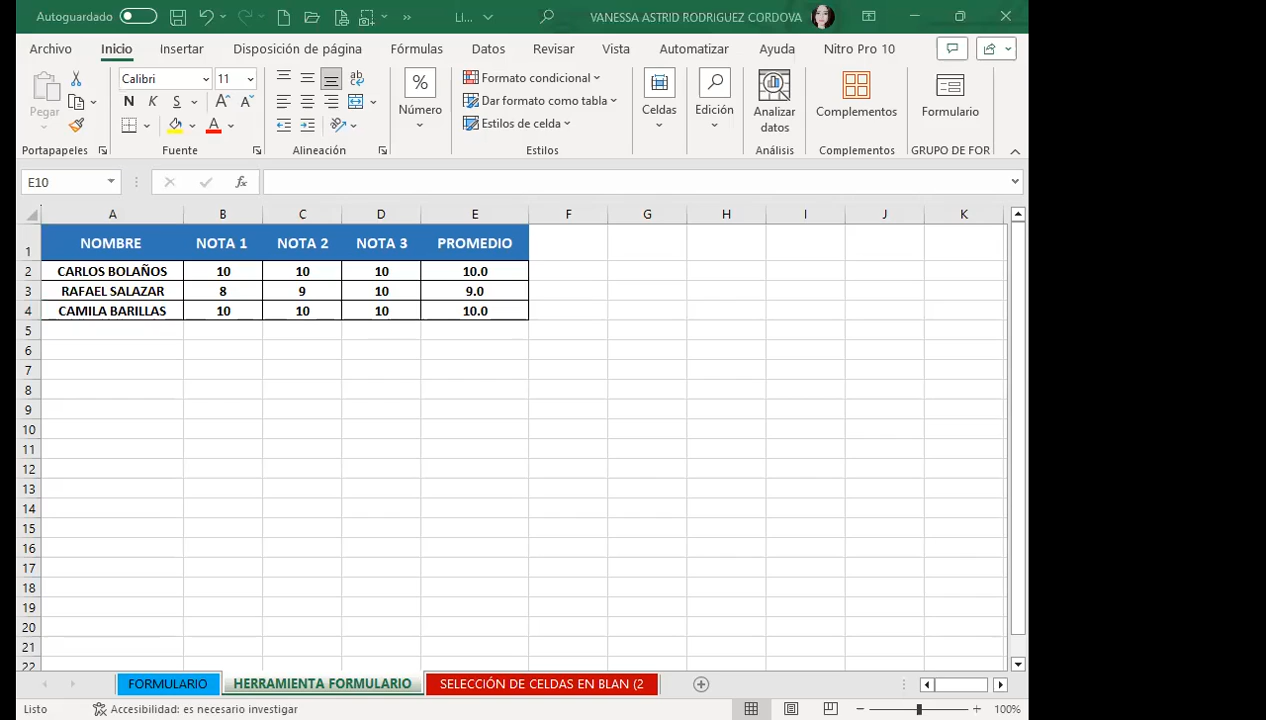 Autoguardado
LI...
VANESSA ASTRID RODRIGUEZ CORDOVA
Archivo Inicio Insertar Disposición de página Fórmulas Datos Revisar Vista Automatizar Ayuda Nitro Pro 10
Pegar
Calibri 11
N K S
Número
Formato condicional
Dar formato como tabla
Estilos de celda
Celdas
Edición
Analizar
datos
Complementos
Formulario
Portapapeles Fuente Alineación Estilos Análisis Complementos GRUPO DE FOR
E10
fx
A B C D E F G H I J K
1 NOMBRE NOTA 1 NOTA 2 NOTA 3 PROMEDIO
2 CARLOS BOLAÑOS 10 10 10 10.0
3 RAFAEL SALAZAR 8 9 10 9.0
4 CAMILA BARILLAS 10 10 10 10.0
5
6
7
8
9
10
11
12
13
14
15
16
17
18
19
20
21
22
FORMULARIO HERRAMIENTA FORMULARIO SELECCIÓN DE CELDAS EN BLAN (2
Listo Accesibilidad: es necesario investigar 100%